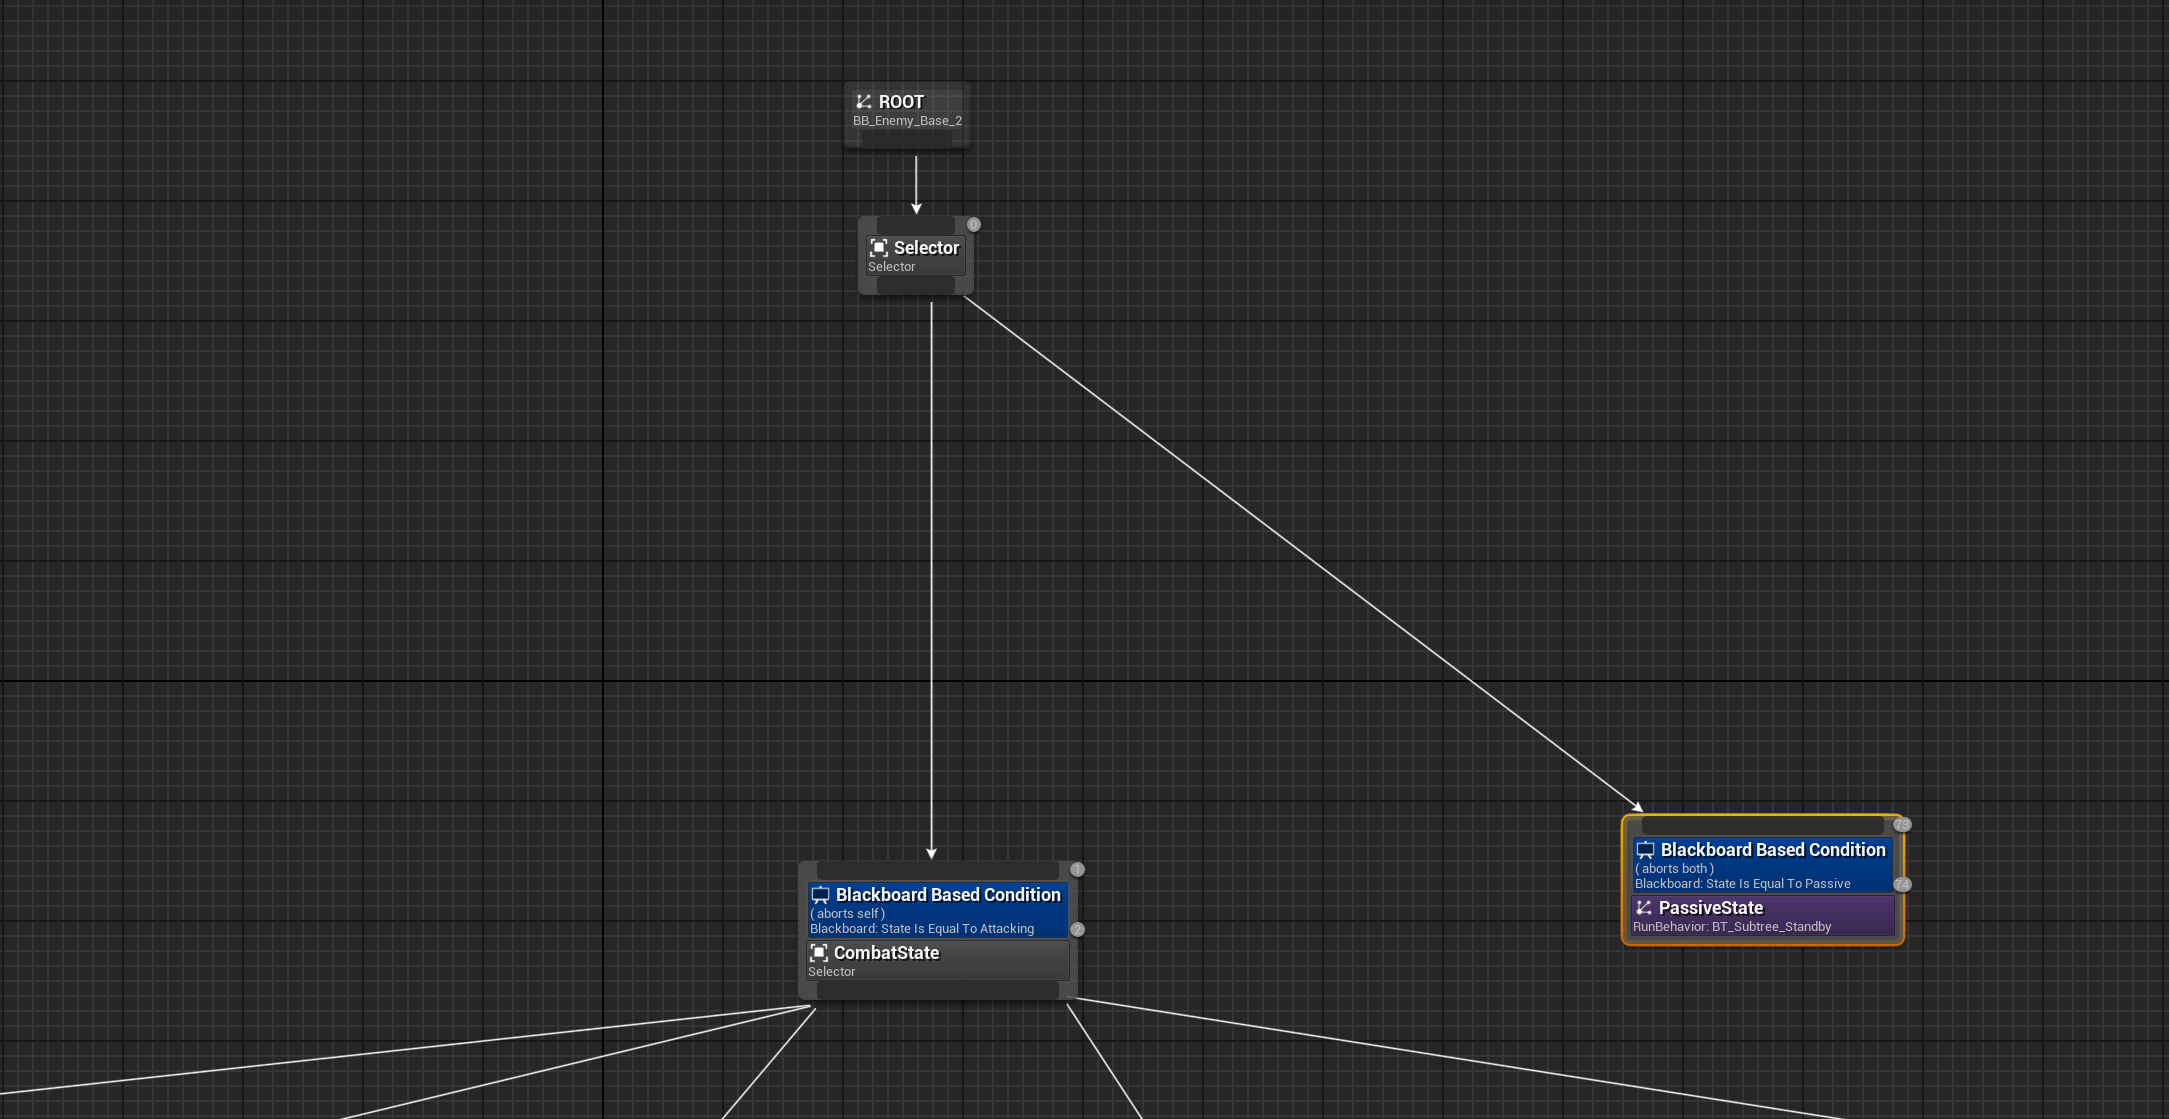 ROOT
BB_Enemy_Base_2
0
Selector
Selector
73
Blackboard Based Condition
( aborts both )
Blackboard: State Is Equal To Passive
74
PassiveState
RunBehavior: BT_Subtree_Standby
1
Blackboard Based Condition
( aborts self )
Blackboard: State Is Equal To Attacking
2
CombatState
Selector